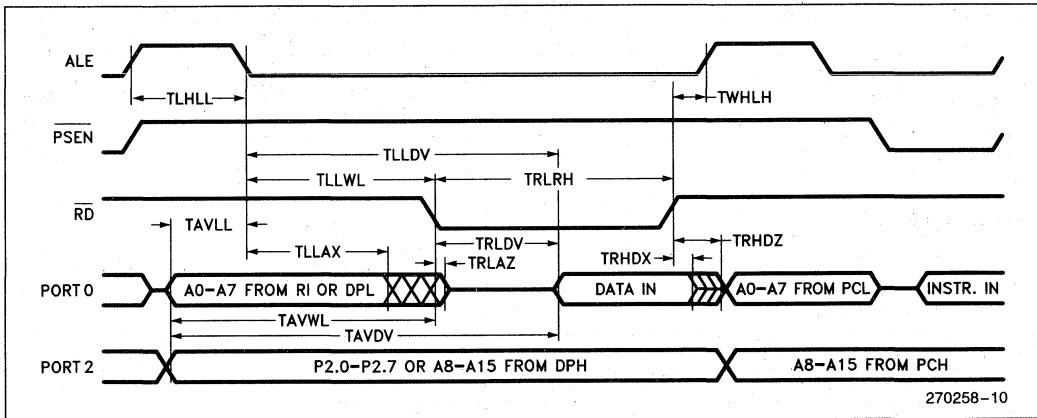 ALE
TLHLL
TWHLH
PSEN
TLLDV
TLLWL
TRLRH
RD
TAVLL
TLLAX
TRLDV
TRLAZ
TRHDX
TRHDZ
PORT 0
A0–A7 FROM RI OR DPL
DATA IN
A0–A7 FROM PCL
INSTR. IN
TAVWL
TAVDV
PORT 2
P2.0–P2.7 OR A8–A15 FROM DPH
A8–A15 FROM PCH
270258–10